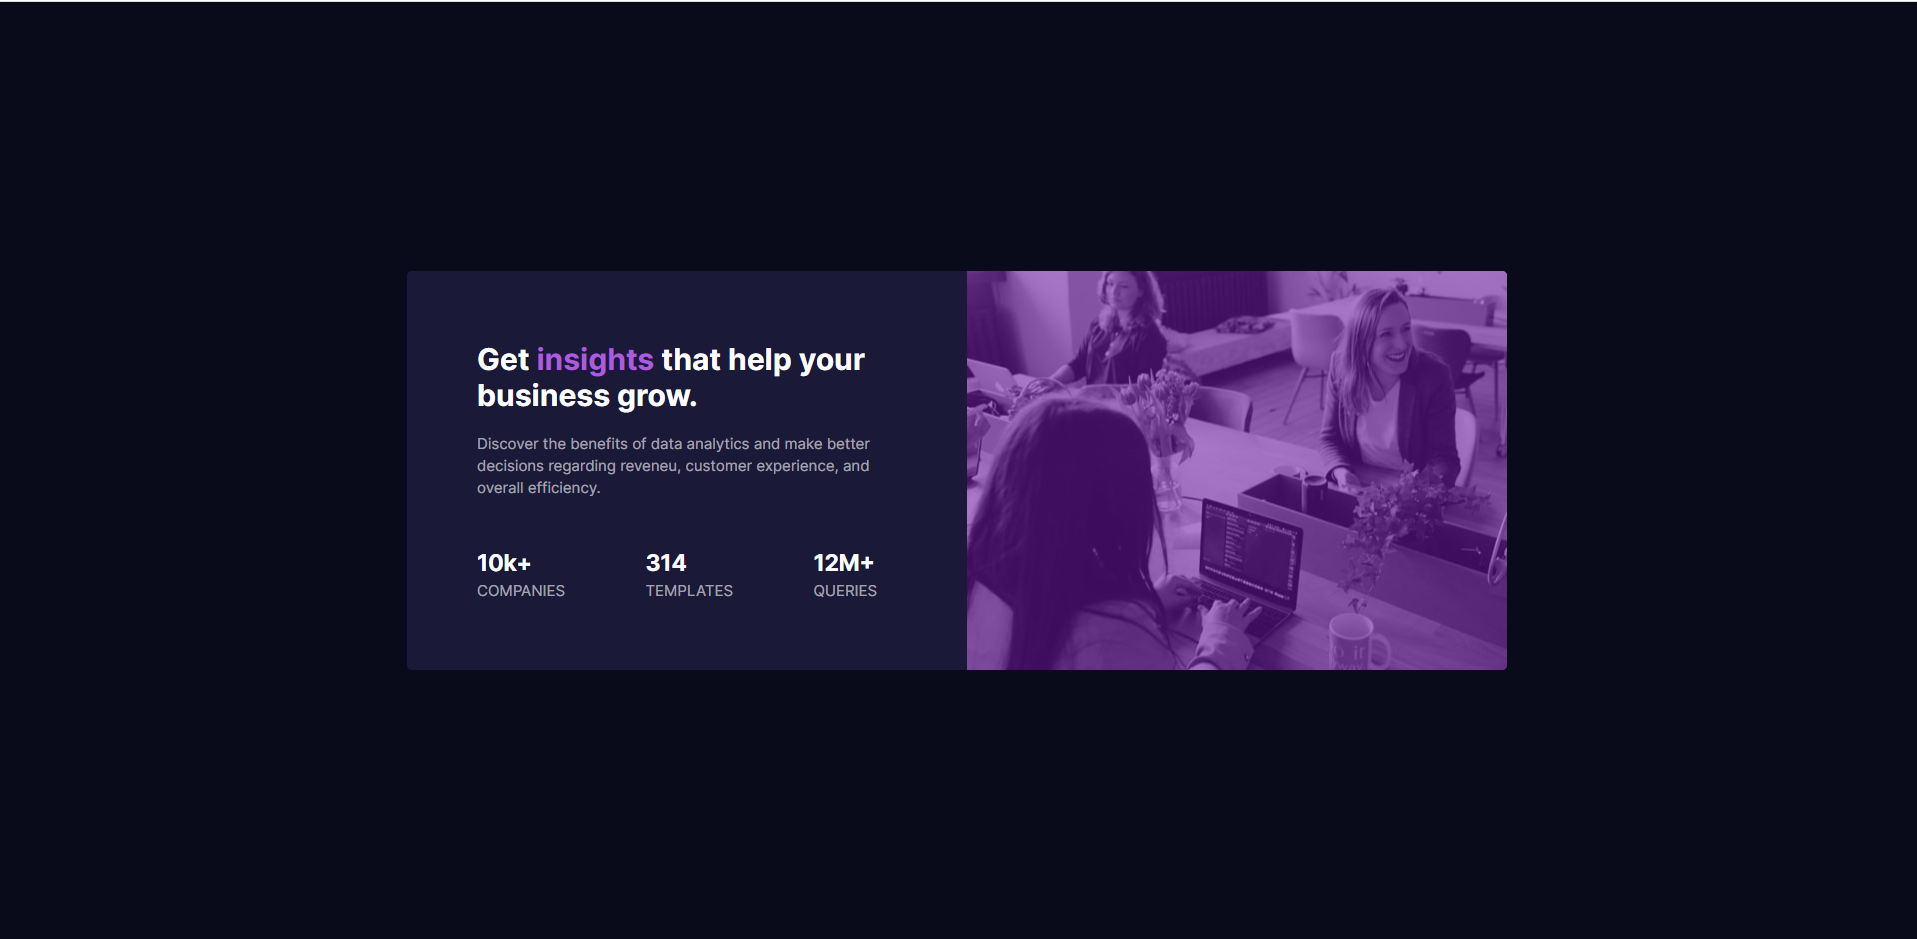 Get insights that help your
business grow.
Discover the benefits of data analytics and make better
decisions regarding reveneu, customer experience, and
overall efficiency.
10k+ 314 12M+
COMPANIES TEMPLATES QUERIES